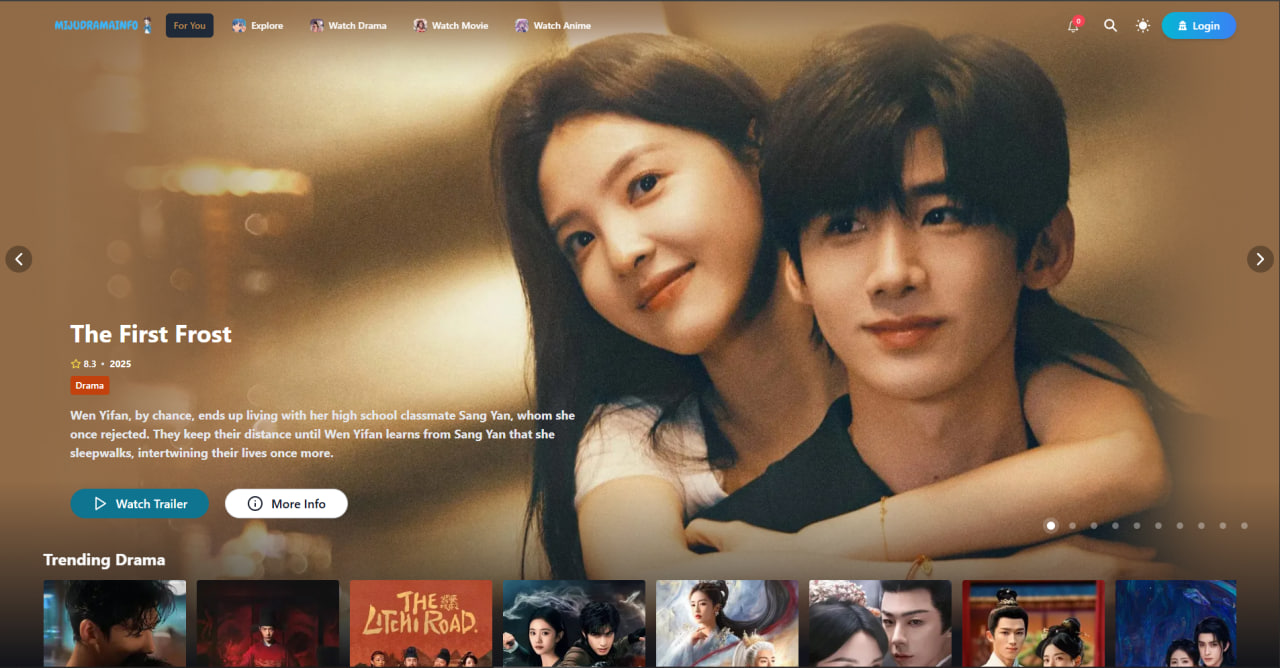 MIJUDRAMAINFO
For You
Explore
Watch Drama
Watch Movie
Watch Anime
0
Login
The First Frost
8.3 • 2025
Drama
Wen Yifan, by chance, ends up living with her high school classmate Sang Yan, whom she
once rejected. They keep their distance until Wen Yifan learns from Sang Yan that she
sleepwalks, intertwining their lives once more.
Watch Trailer
More Info
Trending Drama
THE
LITCHI ROAD.